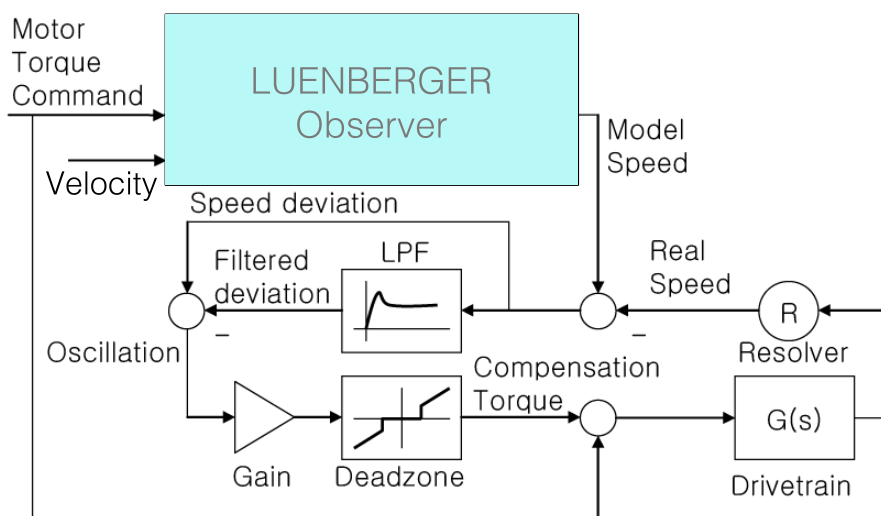 Motor
Torque
Command
LUENBERGER
Observer
Model
Speed
Velocity
Speed deviation
LPF
Filtered
deviation
Real
Speed
R
Resolver
Oscillation
Compensation
Torque
G(s)
Gain
Deadzone
Drivetrain